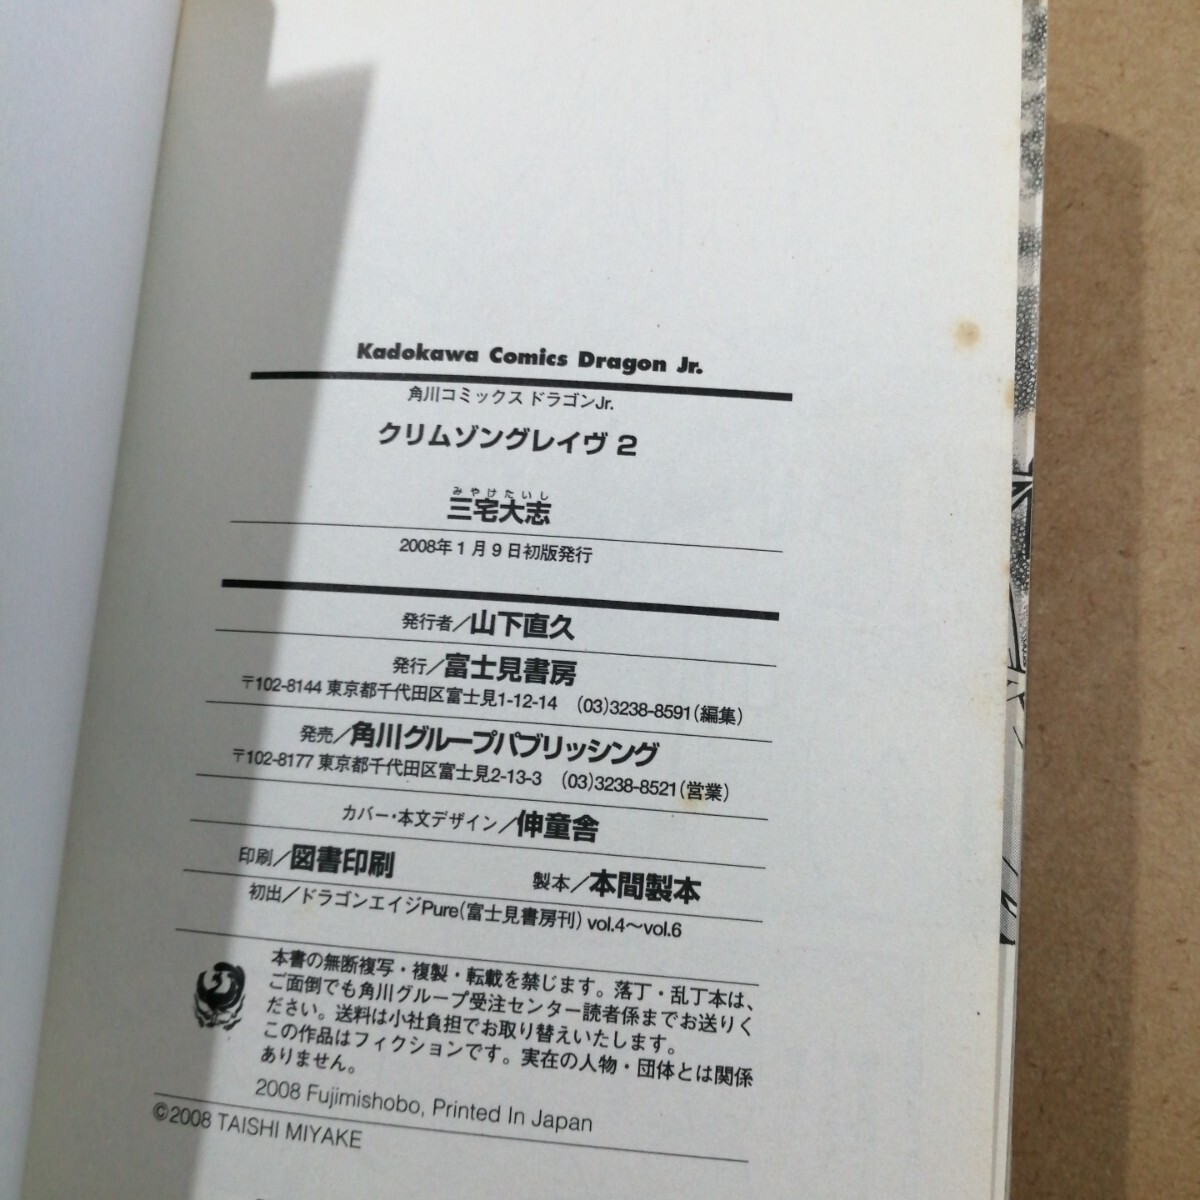 Kadokawa Comics Dragon Jr.
角川コミックス ドラゴンJr.
クリムゾングレイヴ 2
みやけたいし
三宅大志
2008年1月9日初版発行
発行者／山下直久
発行／富士見書房
〒102-8144 東京都千代田区富士見1-12-14 (03)3238-8591(編集)
発売／角川グループパブリッシング
〒102-8177 東京都千代田区富士見2-13-3 (03)3238-8521(営業)
カバー・本文デザイン／伸童舎
印刷／図書印刷 製本／本間製本
初出／ドラゴンエイジPure(富士見書房刊) vol.4〜vol.6
本書の無断複写・複製・転載を禁じます。落丁・乱丁本は、
ご面倒でも角川グループ受注センター読者係までお送りく
ださい。送料は小社負担でお取り替えいたします。
この作品はフィクションです。実在の人物・団体とは関係
ありません。
2008 Fujimishobo, Printed In Japan
©2008 TAISHI MIYAKE